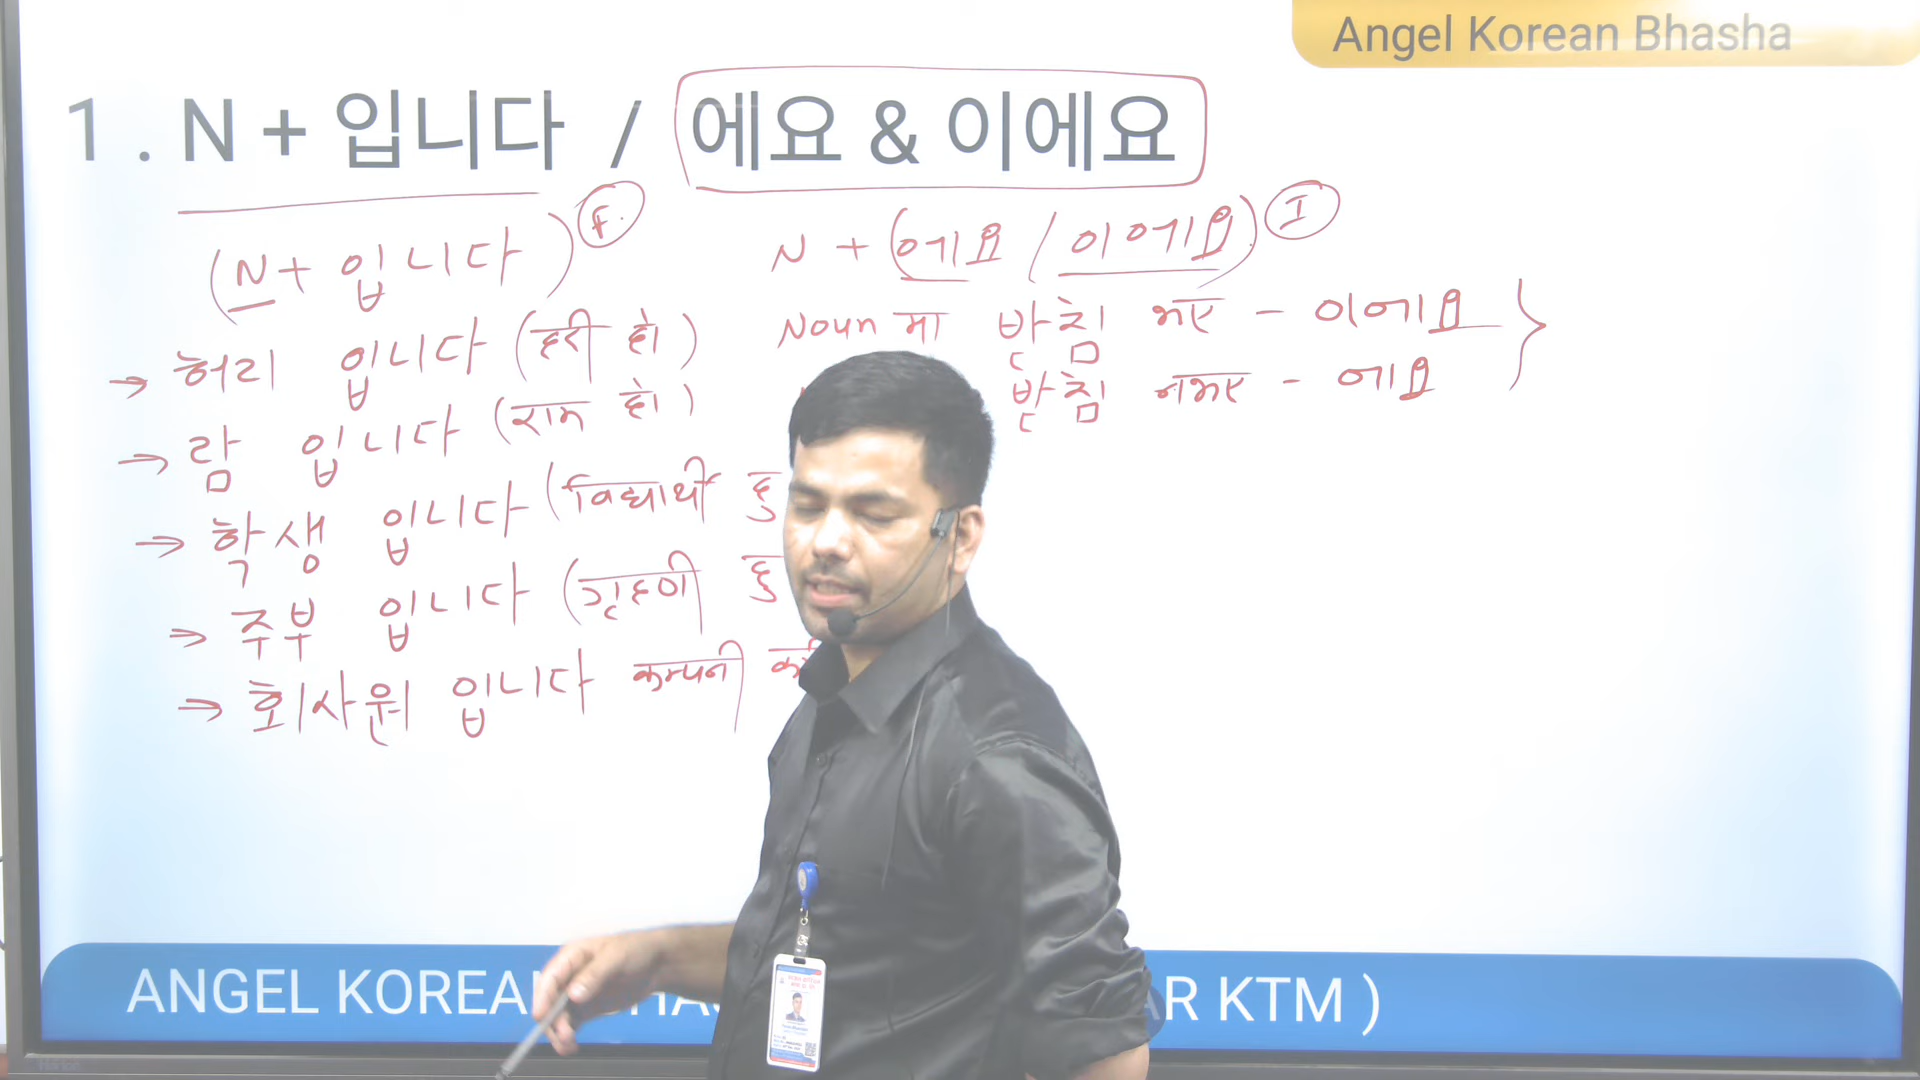 Angel Korean Bhasha
1 . N + 입니다 / 에요 & 이에요
(N + 입니다) F.
N + (에요 / 이에요) I
Noun मा 받침 भए - 이에요
받침 नभए - 에요
→ 허리 입니다 (हरी हो)
→ 람 입니다 (राम हो)
→ 학생 입니다 (विद्यार्थी हु
→ 주부 입니다 (गृहणी हु
→ 회사원 입니다 कम्पनी
ANGEL KOREAN AR KTM )